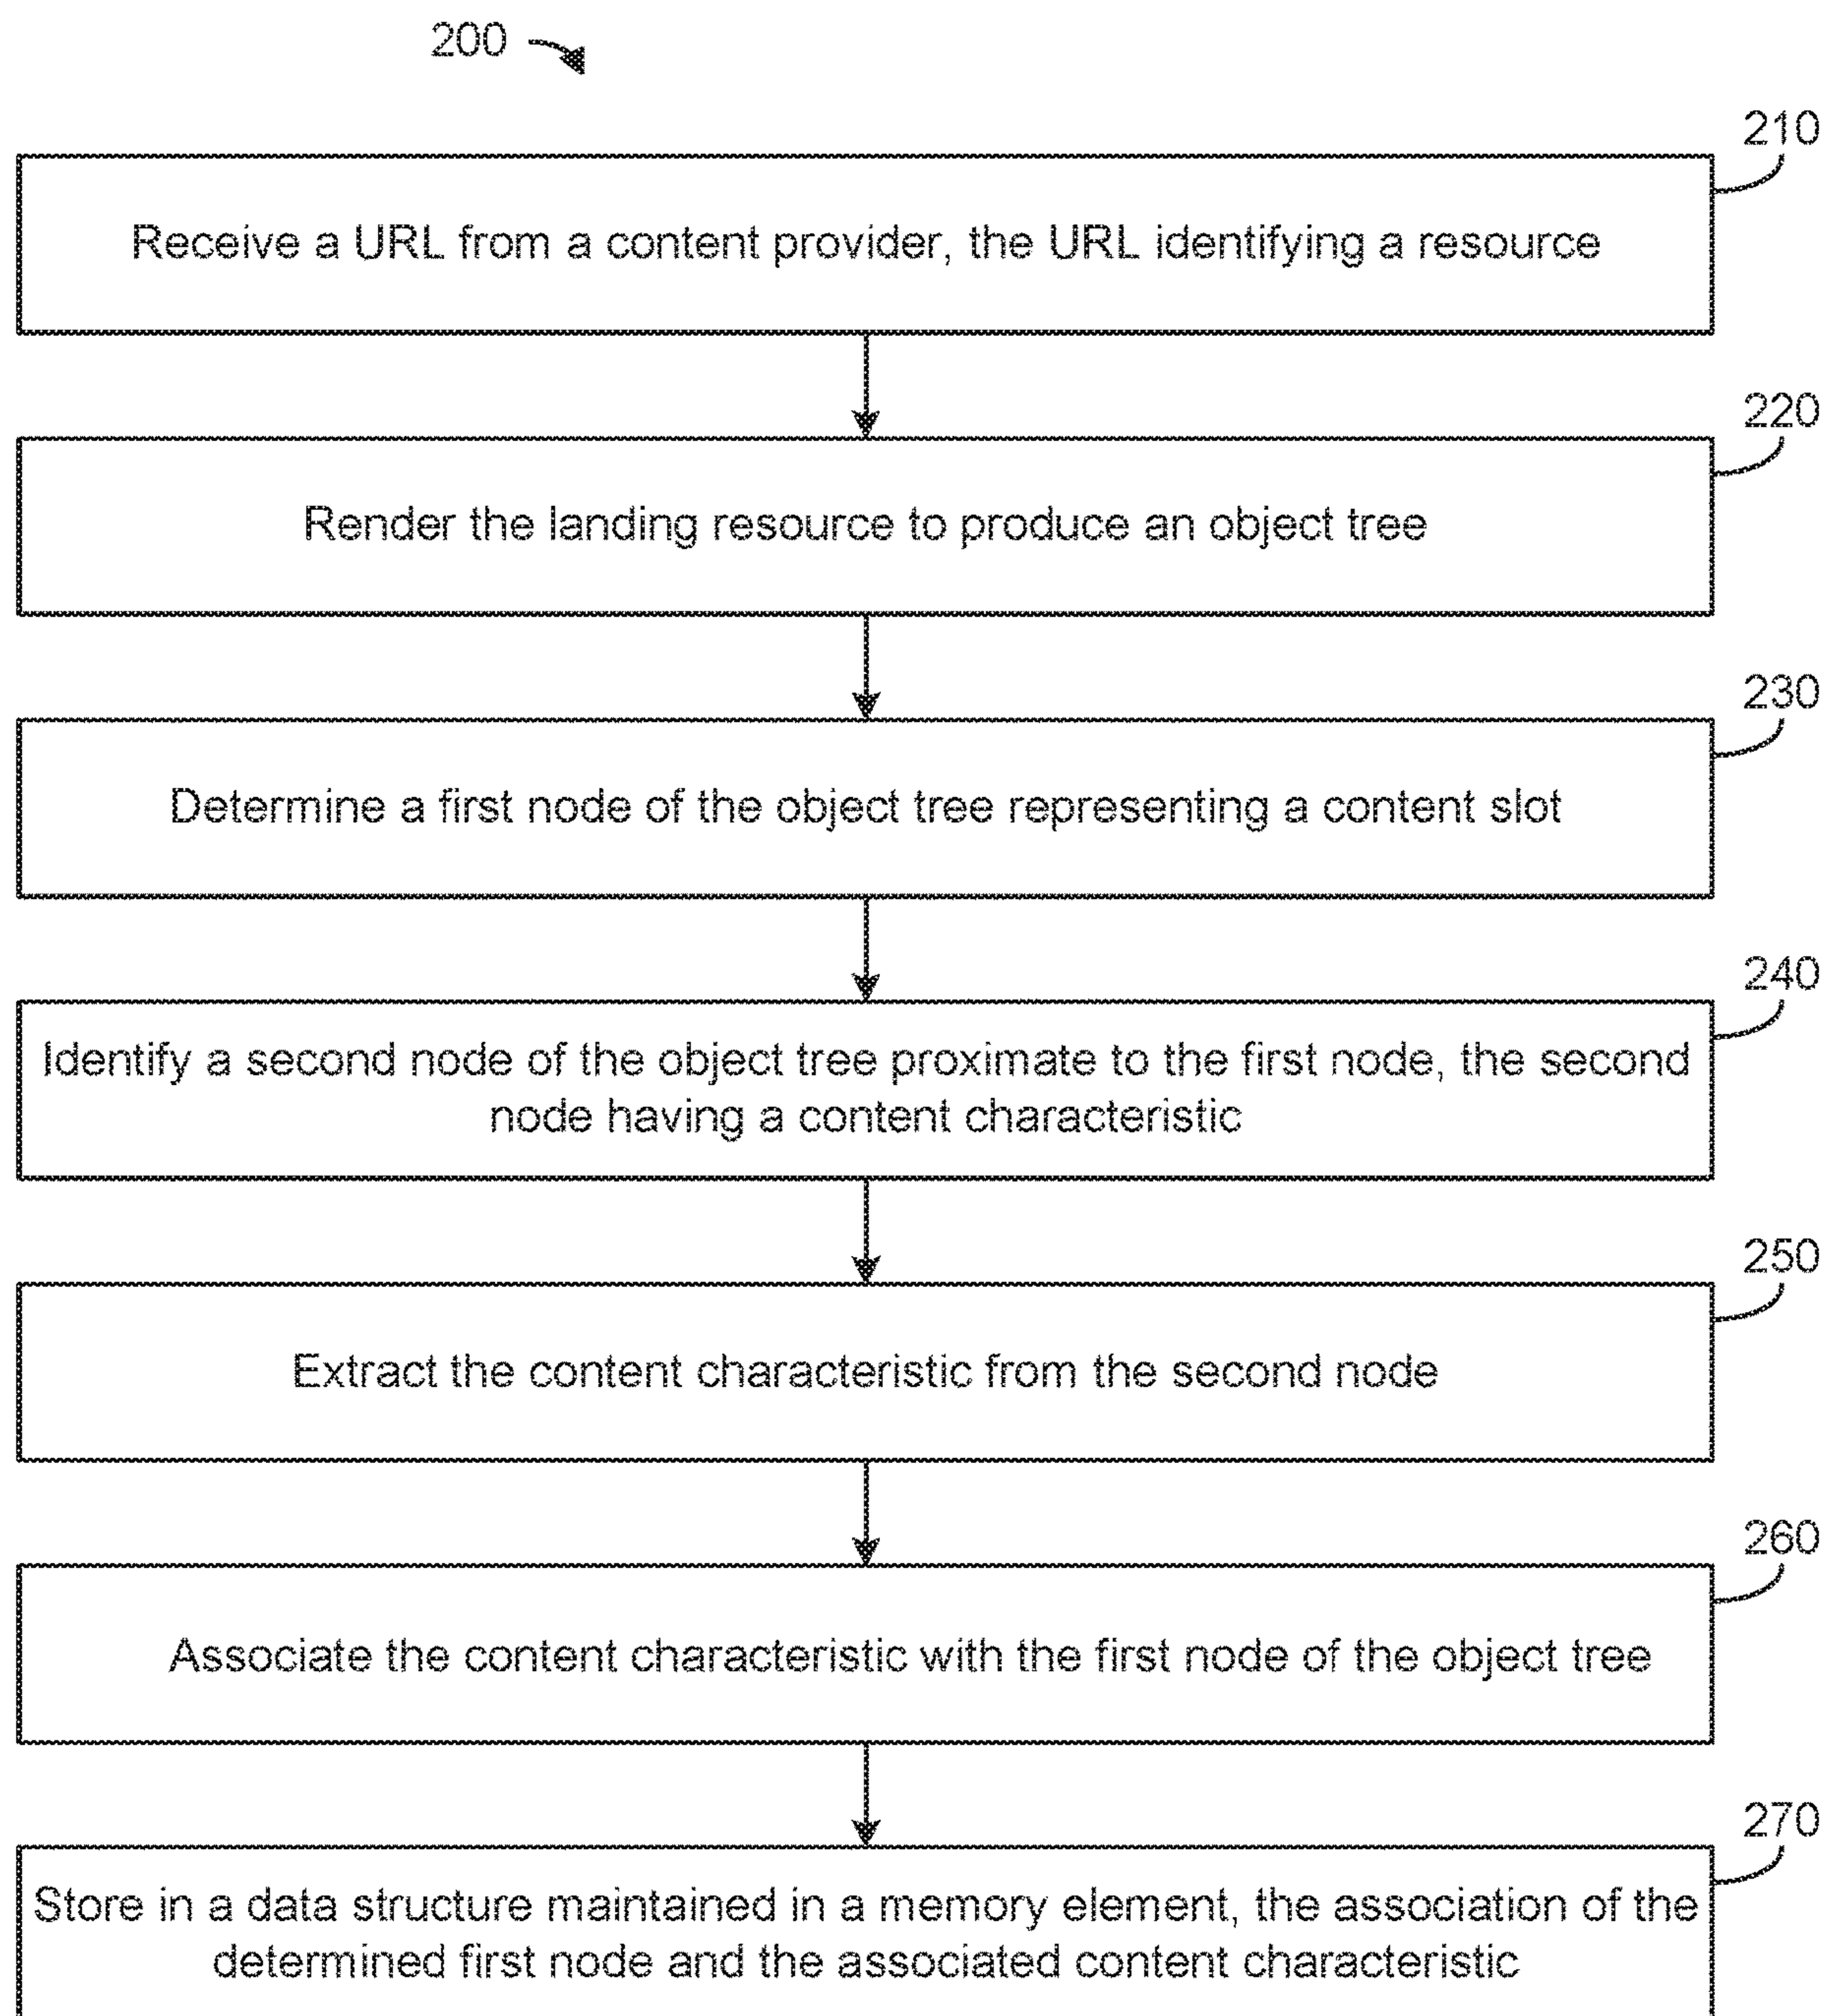 200
210
Receive a URL from a content provider, the URL identifying a resource
220
Render the landing resource to produce an object tree
230
Determine a first node of the object tree representing a content slot
240
Identify a second node of the object tree proximate to the first node, the second
node having a content characteristic
250
Extract the content characteristic from the second node
260
Associate the content characteristic with the first node of the object tree
270
Store in a data structure maintained in a memory element, the association of the
determined first node and the associated content characteristic